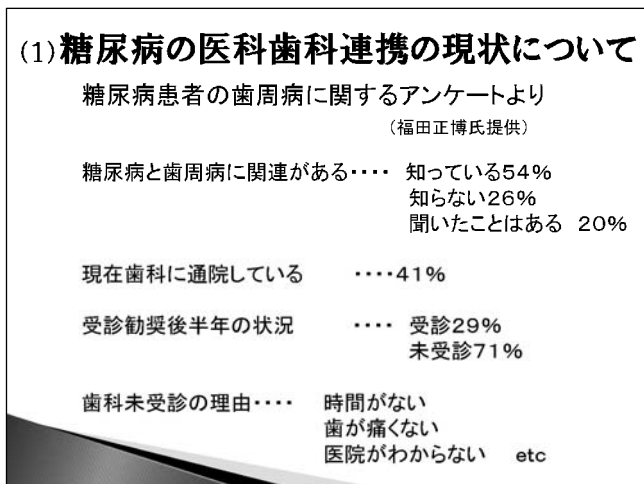 (1)糖尿病の医科歯科連携の現状について
糖尿病患者の歯周病に関するアンケートより
(福田正博氏提供)
糖尿病と歯周病に関連がある‥‥ 知っている54%
知らない26%
聞いたことはある 20%
現在歯科に通院している ‥‥41%
受診勧奨後半年の状況 ‥‥ 受診29%
未受診71%
歯科未受診の理由‥‥ 時間がない
歯が痛くない
医院がわからない etc